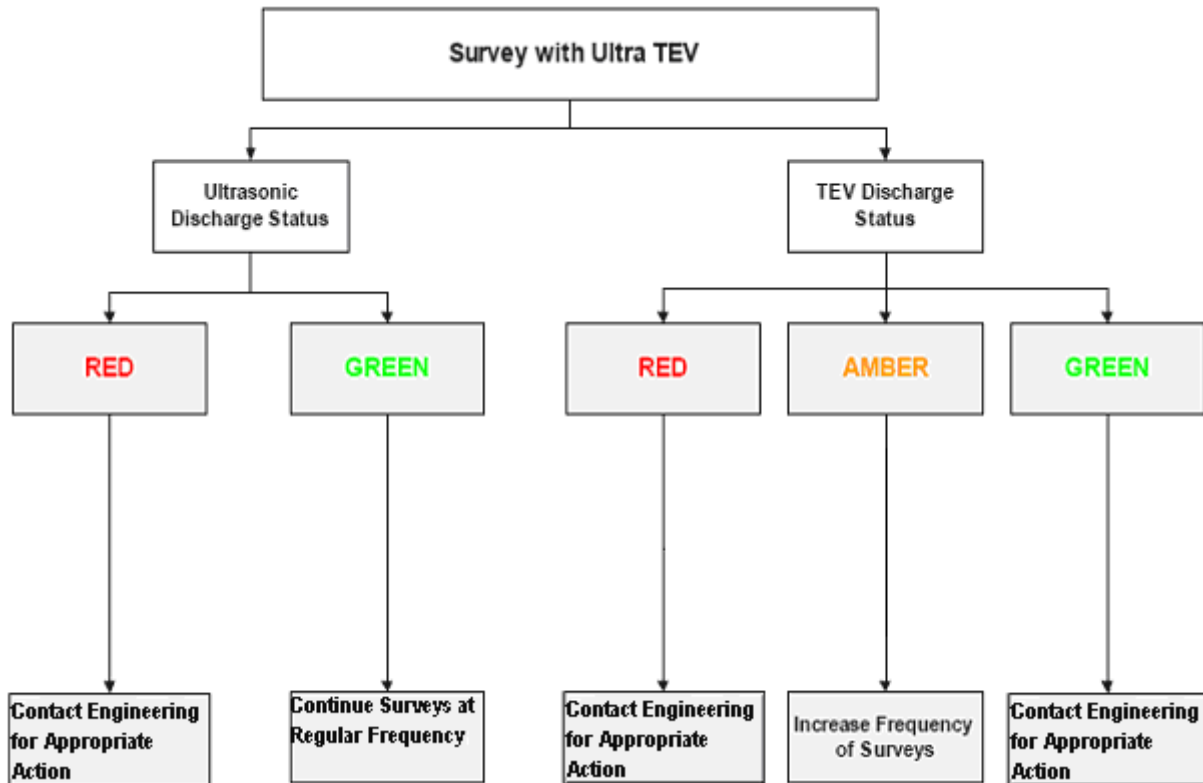 Survey with Ultra TEV
Ultrasonic
Discharge Status
TEV Discharge
Status
RED
GREEN
RED
AMBER
GREEN
Contact Engineering
for Appropriate
Action
Continue Surveys at
Regular Frequency
Contact Engineering
for Appropriate
Action
Increase Frequency
of Surveys
Contact Engineering
for Appropriate
Action